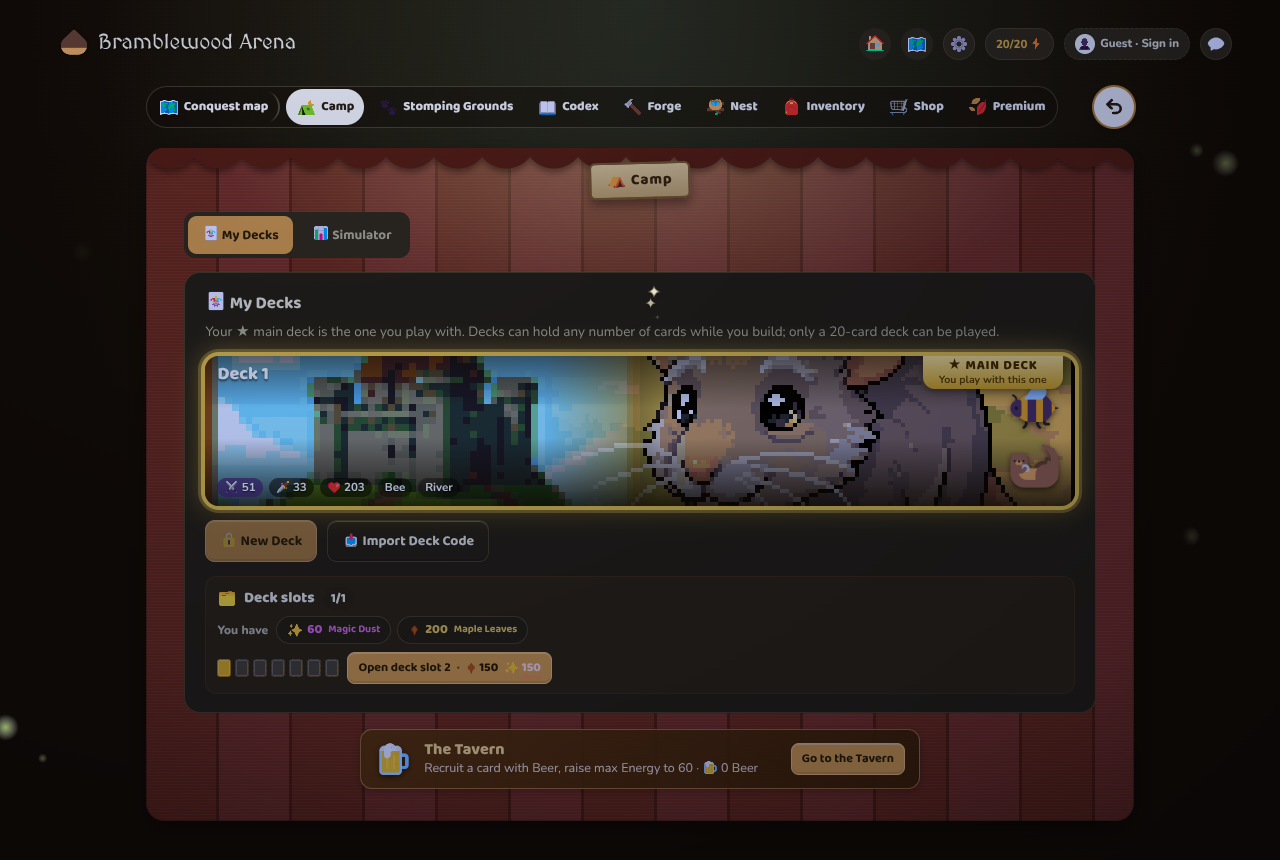 Bramblewood Arena
20/20
Guest · Sign in
Conquest map
Camp
Stomping Grounds
Codex
Forge
Nest
Inventory
Shop
Premium
Camp
My Decks
Simulator
My Decks
Your ★ main deck is the one you play with. Decks can hold any number of cards while you build; only a 20-card deck can be played.
Deck 1
★ MAIN DECK
You play with this one
51
33
203
Bee
River
New Deck
Import Deck Code
Deck slots 1/1
You have 60 Magic Dust 200 Maple Leaves
Open deck slot 2 · 150 150
The Tavern
Recruit a card with Beer, raise max Energy to 60 · 0 Beer
Go to the Tavern